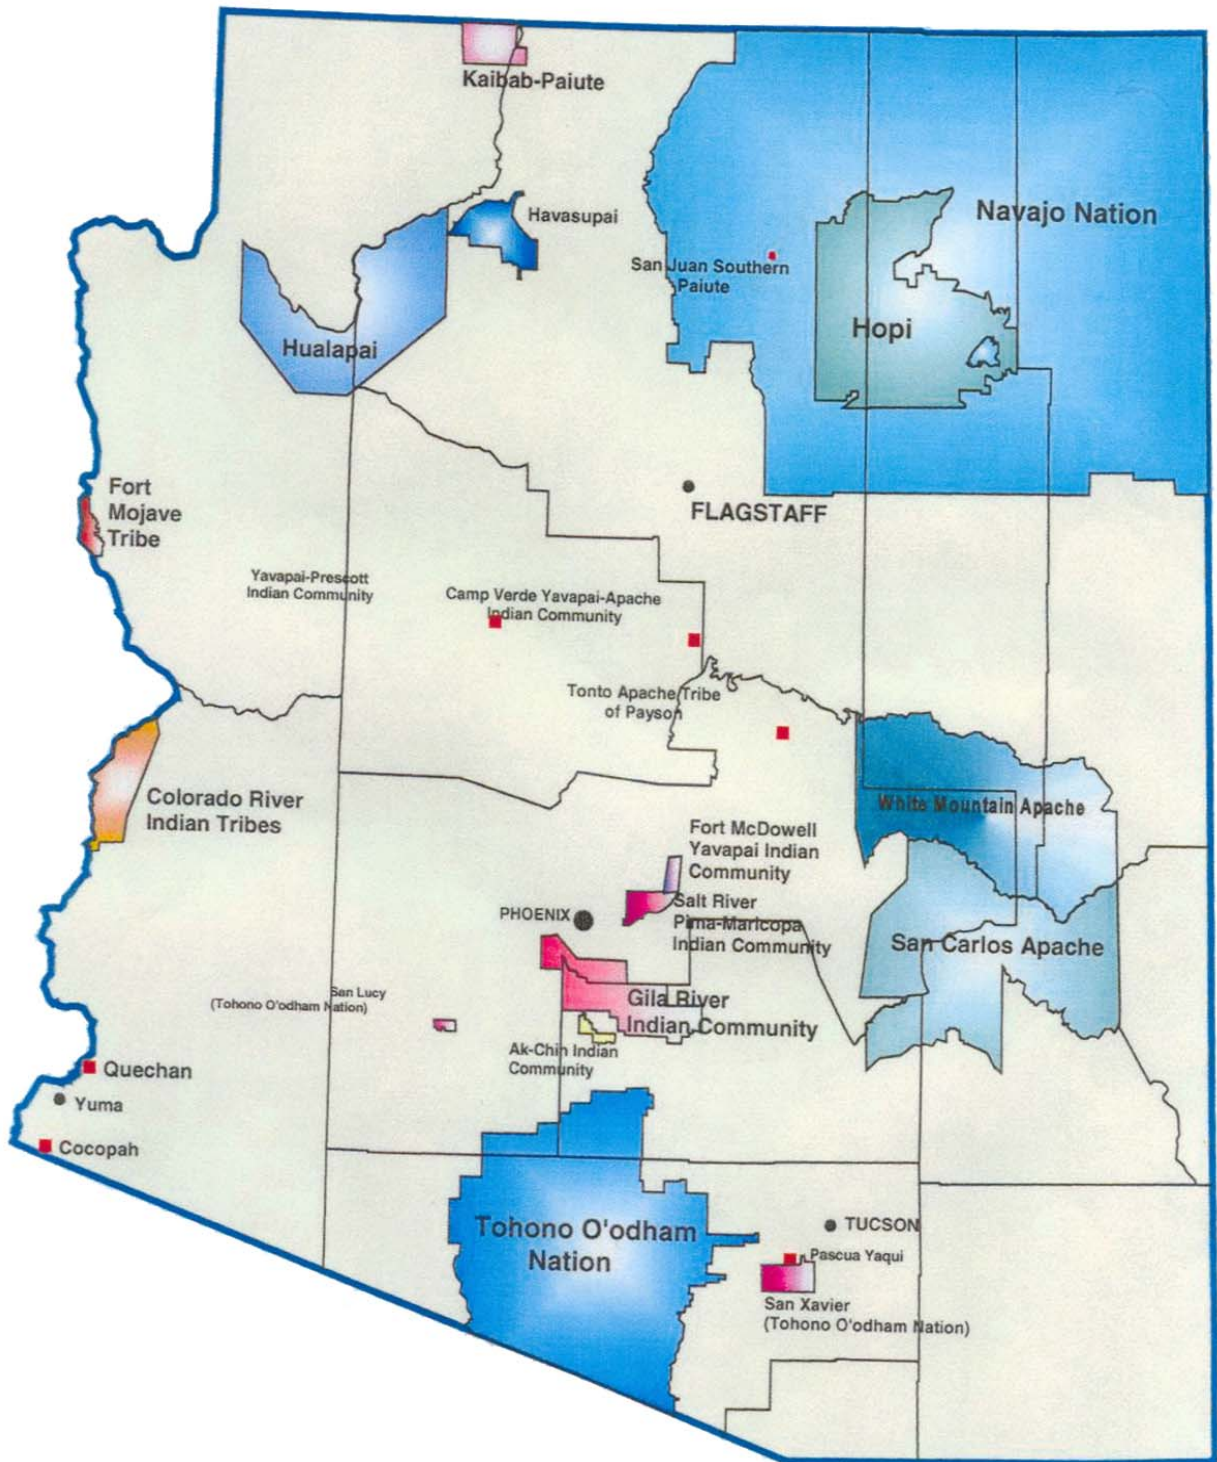 Kaibab-Paiute
Havasupai
Navajo Nation
San Juan Southern
Paiute
Hopi
Hualapai
Fort
Mojave
Tribe
FLAGSTAFF
Yavapai-Prescott
Indian Community
Camp Verde Yavapai-Apache
Indian Community
Tonto Apache Tribe
of Payson
Colorado River
Indian Tribes
White Mountain Apache
Fort McDowell
Yavapai Indian
Community
PHOENIX
Salt River
Pima-Maricopa
Indian Community
San Carlos Apache
San Lucy
(Tohono O'odham Nation)
Gila River
Indian Community
Ak-Chin Indian
Community
Quechan
Yuma
Cocopah
Tohono O'odham
Nation
TUCSON
Pascua Yaqui
San Xavier
(Tohono O'odham Nation)